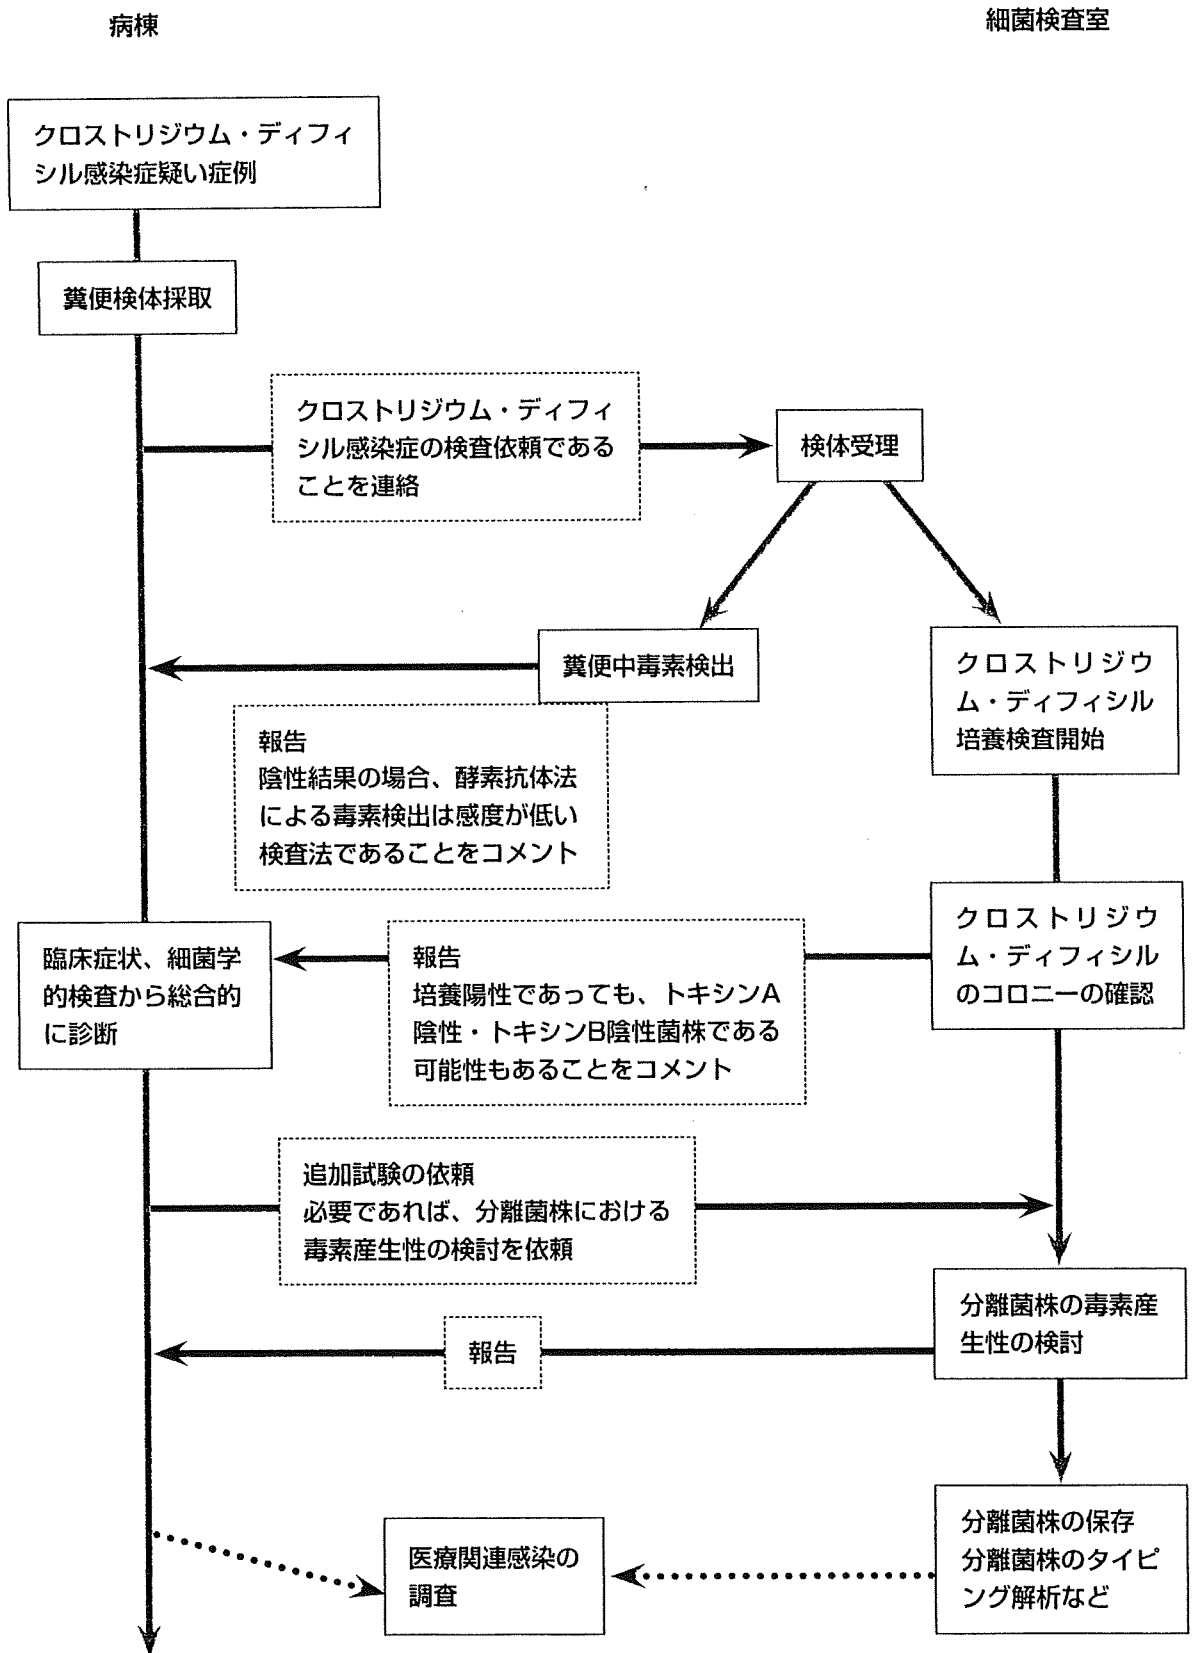 病棟
細菌検査室
クロストリジウム・ディフィ
シル感染症疑い症例
糞便検体採取
クロストリジウム・ディフィ
シル感染症の検査依頼である
ことを連絡
検体受理
糞便中毒素検出
クロストリジウ
ム・ディフィシル
培養検査開始
報告
陰性結果の場合、酵素抗体法
による毒素検出は感度が低い
検査法であることをコメント
クロストリジウ
ム・ディフィシル
のコロニーの確認
報告
培養陽性であっても、トキシンA
陰性・トキシンB陰性菌株である
可能性もあることをコメント
臨床症状、細菌学
的検査から総合的
に診断
追加試験の依頼
必要であれば、分離菌株における
毒素産生性の検討を依頼
分離菌株の毒素産
生性の検討
報告
分離菌株の保存
分離菌株のタイピ
ング解析など
医療関連感染の
調査